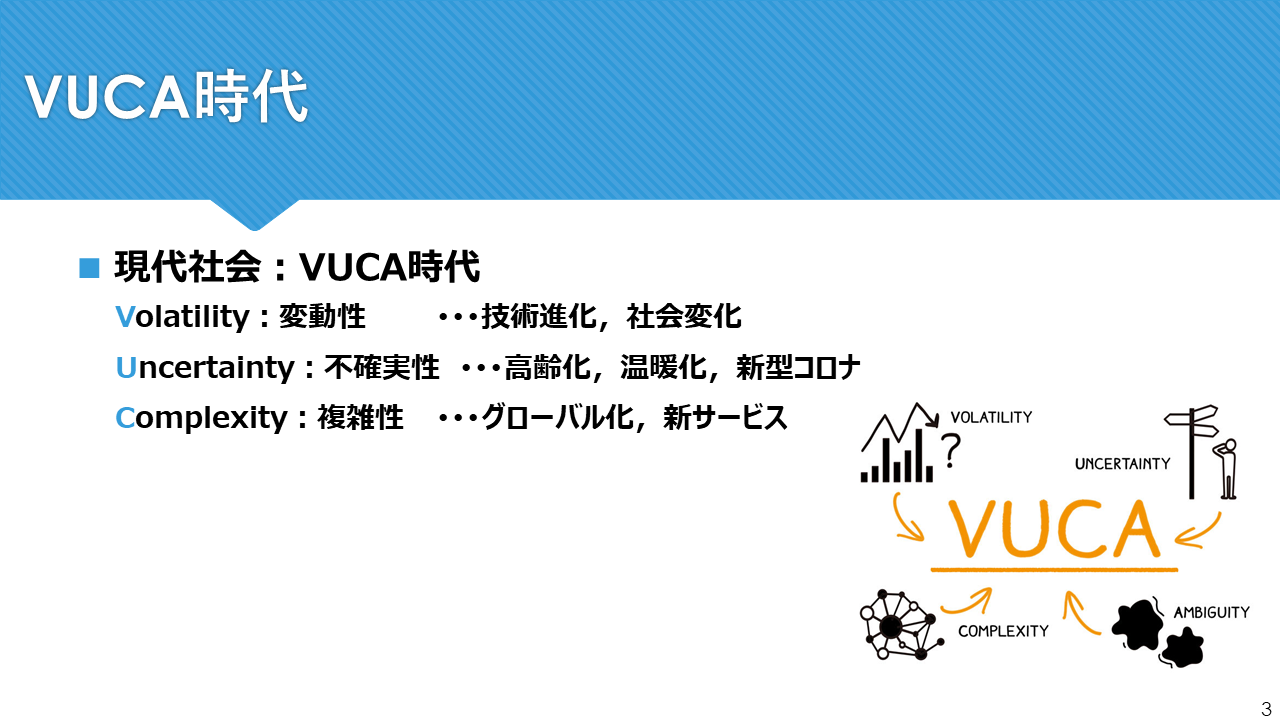 VUCA時代
現代社会：VUCA時代
Volatility：変動性 ･･･技術進化，社会変化
Uncertainty：不確実性 ･･･高齢化，温暖化，新型コロナ
Complexity：複雑性 ･･･グローバル化，新サービス
VOLATILITY
?
UNCERTAINTY
VUCA
COMPLEXITY
AMBIGUITY
3